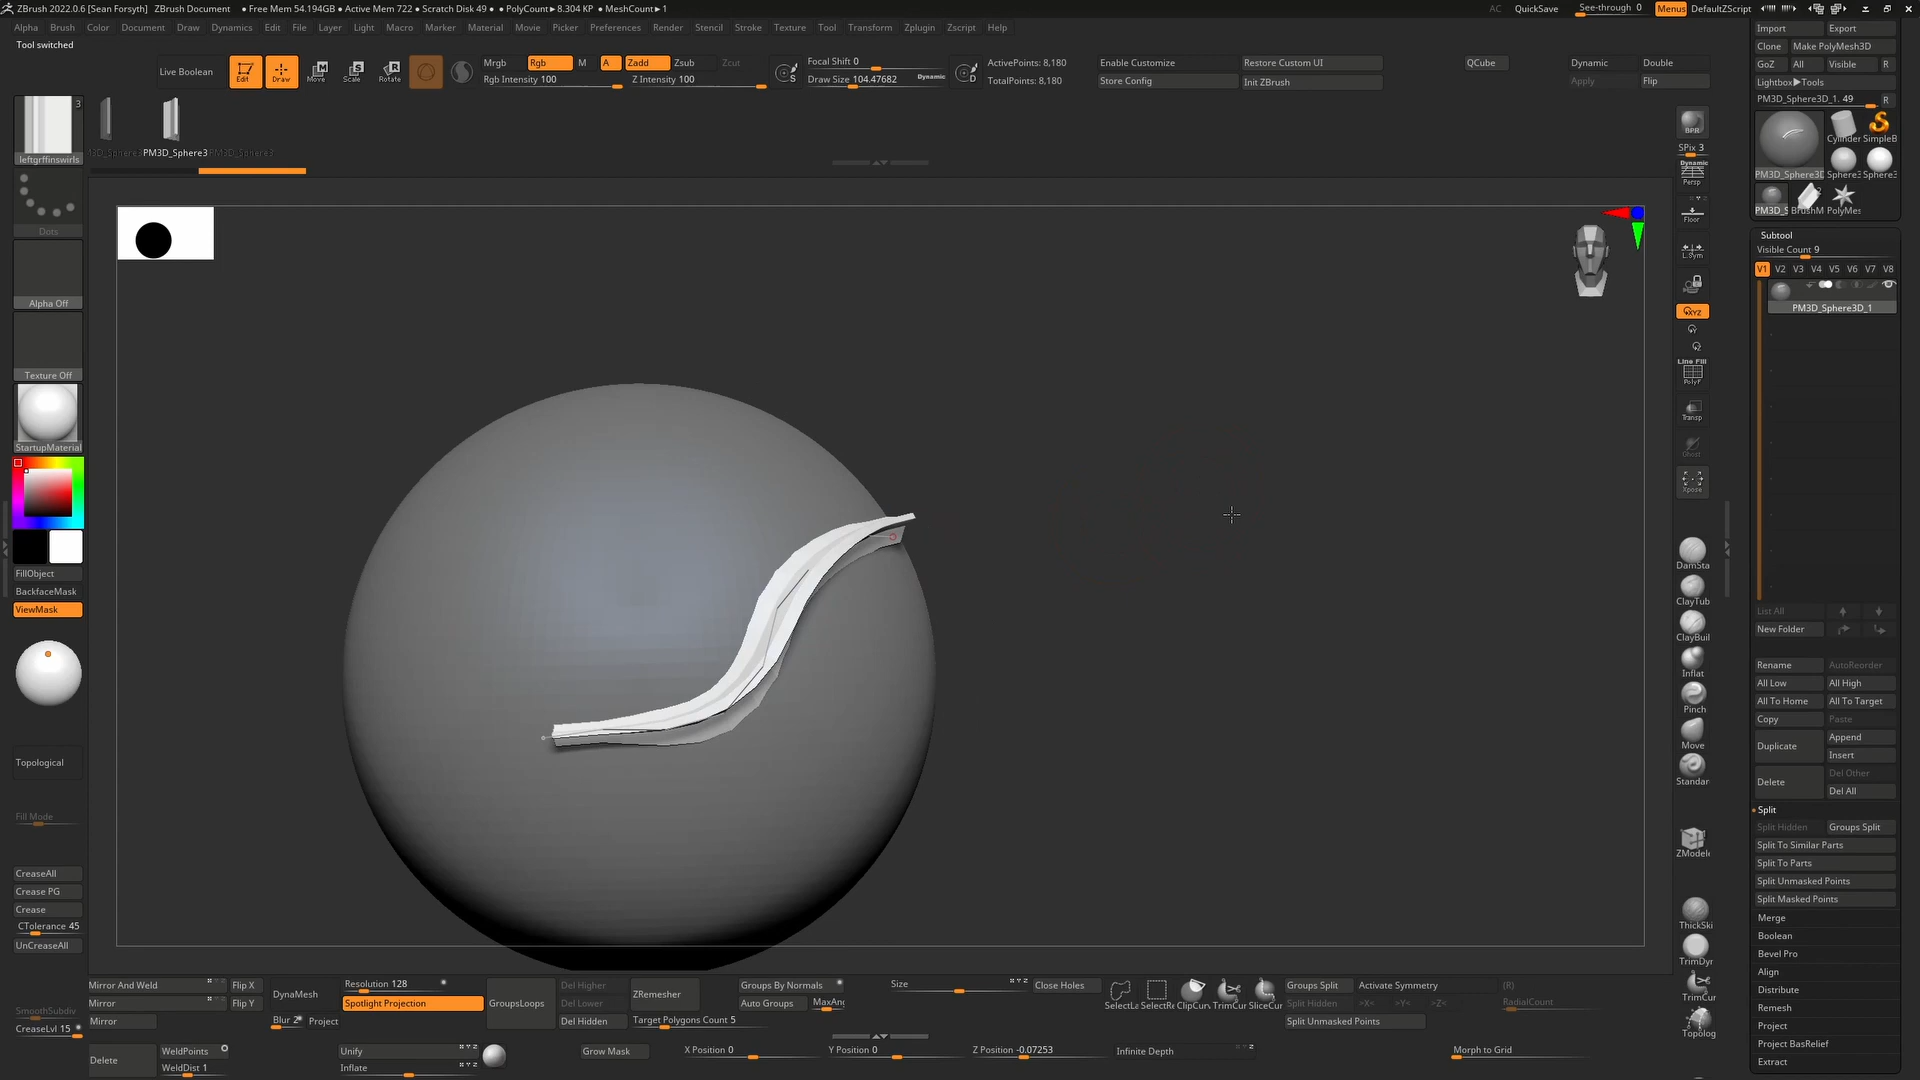 ZBrush 2022.0.6 [Sean Forsyth] ZBrush Document ● Free Mem 54.194GB ● Active Mem 722 ● Scratch Disk 49 ● ● PolyCount► 8.304 KP ● MeshCount► 1 AC QuickSave See-through 0 Menus DefaultZScript
Alpha Brush Color Document Draw Dynamics Edit File Layer Light Macro Marker Material Movie Picker Preferences Render Stencil Stroke Texture Tool Transform Zplugin Zscript Help
Tool switched
Live Boolean Edit Draw Move Scale Rotate
Mrgb Rgb M A Zadd Zsub Zcut
Rgb Intensity 100 Z Intensity 100
Focal Shift 0
Draw Size 104.47682 Dynamic
ActivePoints: 8,180
TotalPoints: 8,180
Enable Customize Restore Custom UI
Store Config Init ZBrush
QCube Dynamic Double
Apply Flip
Import Export
Clone Make PolyMesh3D
GoZ All Visible R
Lightbox►Tools
PM3D_Sphere3D_1. 49 R
Cylinder SimpleB
PM3D_Sphere3D Sphere3 Sphere3
PM3D_S BrushM PolyMes
3
leftgrffinswirls
PM3D_Sphere3 PM3D_Sphere3
Dots
Alpha Off
Texture Off
StartupMaterial
FillObject
BackfaceMask
ViewMask
Topological
Fill Mode
CreaseAll
Crease PG
Crease
CTolerance 45
UnCreaseAll
SmoothSubdiv
CreaseLvl 15
BPR
SPix 3
Dynamic
Persp
Floor
L.Sym
XYZ
Line Fill
PolyF
Transp
Ghost
Xpose
DamSta
ClayTub
ClayBuil
Inflat
Pinch
Move
Standar
ZModele
ThickSki
TrimDyr
TrimCur
Topolog
Subtool
Visible Count 9
V1 V2 V3 V4 V5 V6 V7 V8
PM3D_Sphere3D_1
List All
New Folder
Rename AutoReorder
All Low All High
All To Home All To Target
Copy Paste
Duplicate Append
Insert
Delete Del Other
Del All
Split
Split Hidden Groups Split
Split To Similar Parts
Split To Parts
Split Unmasked Points
Split Masked Points
Merge
Boolean
Bevel Pro
Align
Distribute
Remesh
Project
Project BasRelief
Extract
Mirror And Weld Flip X
Mirror Flip Y
Mirror
DynaMesh
Blur 2 Project
Resolution 128
Spotlight Projection
GroupsLoops
Del Higher
Del Lower
Del Hidden
ZRemesher
Target Polygons Count 5
Groups By Normals
Auto Groups MaxAng
Size
Close Holes
SelectLa SelectRe ClipCurv TrimCur SliceCur
Groups Split Activate Symmetry (R)
Split Hidden >X< >Y< >Z< RadialCount
Split Unmasked Points
Delete WeldPoints
WeldDist 1
Unify
Inflate
Grow Mask
X Position 0 Y Position 0 Z Position -0.07253 Infinite Depth Morph to Grid